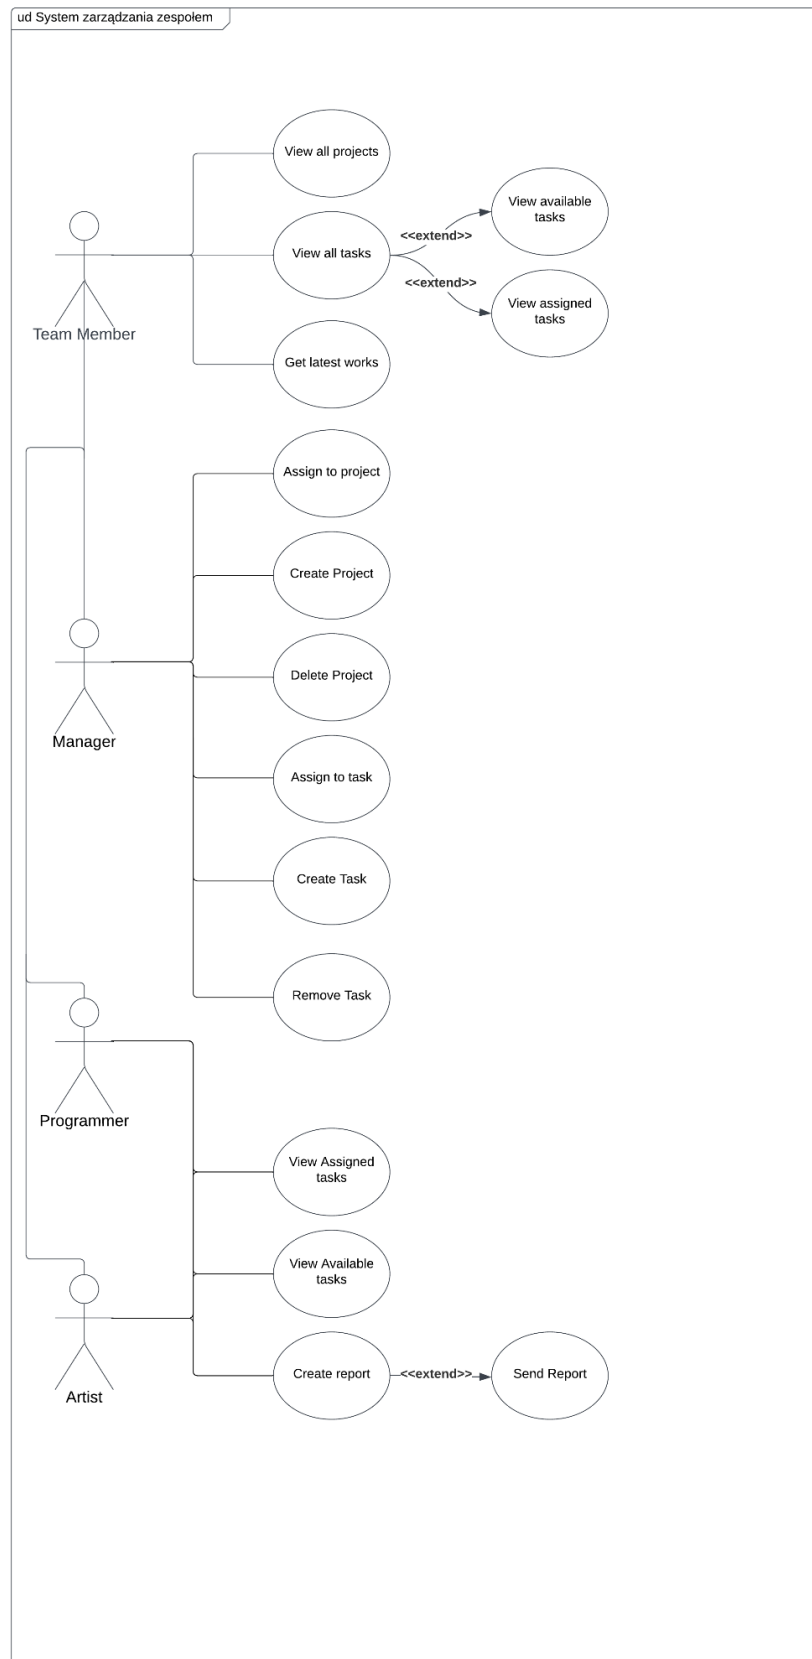 ud System zarządzania zespołem
View all projects
View available
tasks
<<extend>>
View all tasks
<<extend>>
View assigned
tasks
Team Member
Get latest works
Assign to project
Create Project
Delete Project
Manager
Assign to task
Create Task
Remove Task
Programmer
View Assigned
tasks
View Available
tasks
Create report
<<extend>>
Send Report
Artist